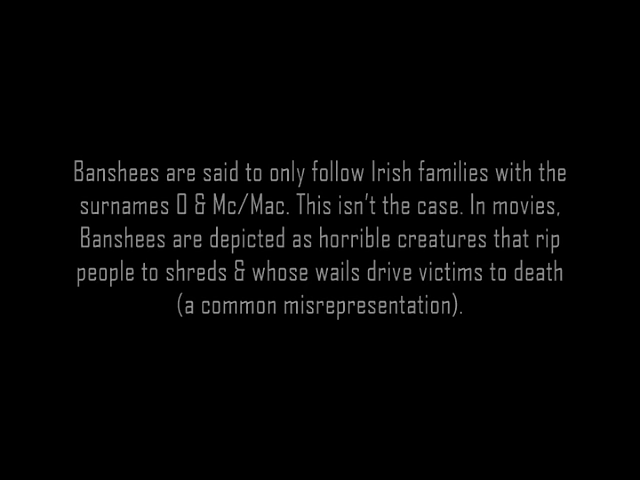 Banshees are said to only follow Irish families with the
surnames O & Mc/Mac. This isn't the case. In movies,
Banshees are depicted as horrible creatures that rip
people to shreds & whose wails drive victims to death
(a common misrepresentation).